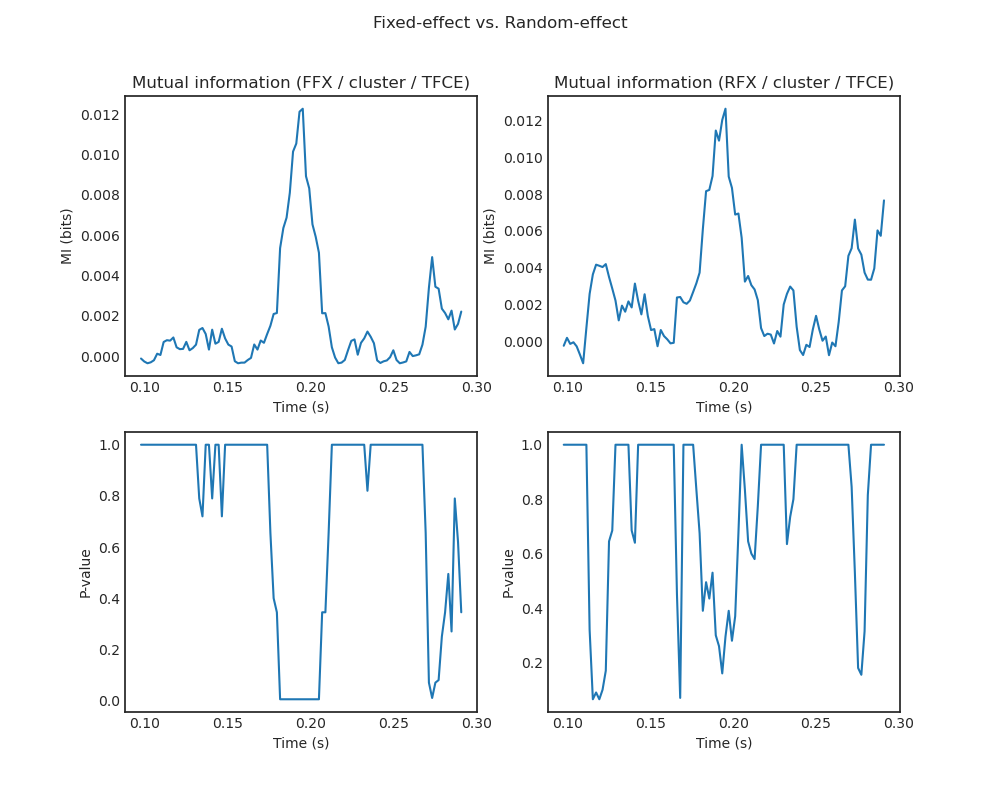 Fixed-effect vs. Random-effect
Mutual information (FFX / cluster / TFCE)
MI (bits)
0.012
0.010
0.008
0.006
0.004
0.002
0.000
0.10 0.15 0.20 0.25 0.30
Time (s)
Mutual information (RFX / cluster / TFCE)
MI (bits)
0.012
0.010
0.008
0.006
0.004
0.002
0.000
0.10 0.15 0.20 0.25 0.30
Time (s)
P-value
1.0
0.8
0.6
0.4
0.2
0.0
0.10 0.15 0.20 0.25 0.30
Time (s)
P-value
1.0
0.8
0.6
0.4
0.2
0.10 0.15 0.20 0.25 0.30
Time (s)